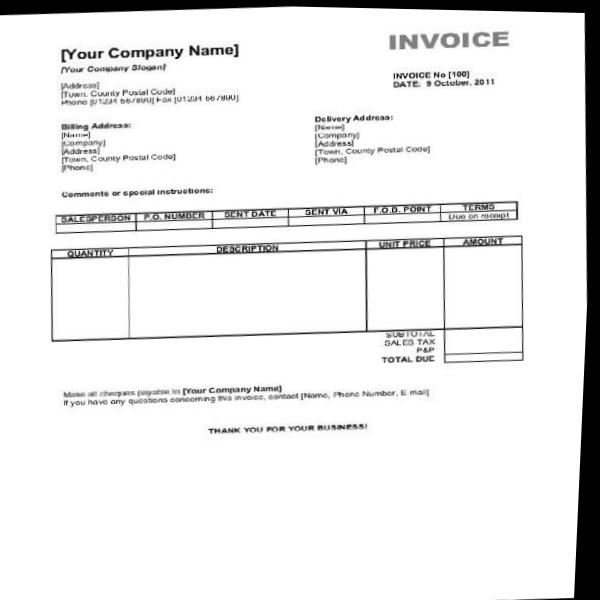 [Your Company Name]
INVOICE
[Your Company Slogan]
INVOICE No [100]
DATE: 9 October, 2011
[Address]
[Town, County Postal Code]
Phone [01234 567890] Fax [01234 567890]
Billing Address:
[Name]
[Company]
[Address]
[Town, County Postal Code]
[Phone]
Delivery Address:
[Name]
[Company]
[Address]
[Town, County Postal Code]
[Phone]
Comments or special instructions:
SALESPERSON P.O. NUMBER SENT DATE SENT VIA F.O.B. POINT TERMS
Due on receipt
QUANTITY DESCRIPTION UNIT PRICE AMOUNT
SUBTOTAL
SALES TAX
P&P
TOTAL DUE
Make all cheques payable to [Your Company Name]
If you have any questions concerning this invoice, contact [Name, Phone Number, E mail]
THANK YOU FOR YOUR BUSINESS!